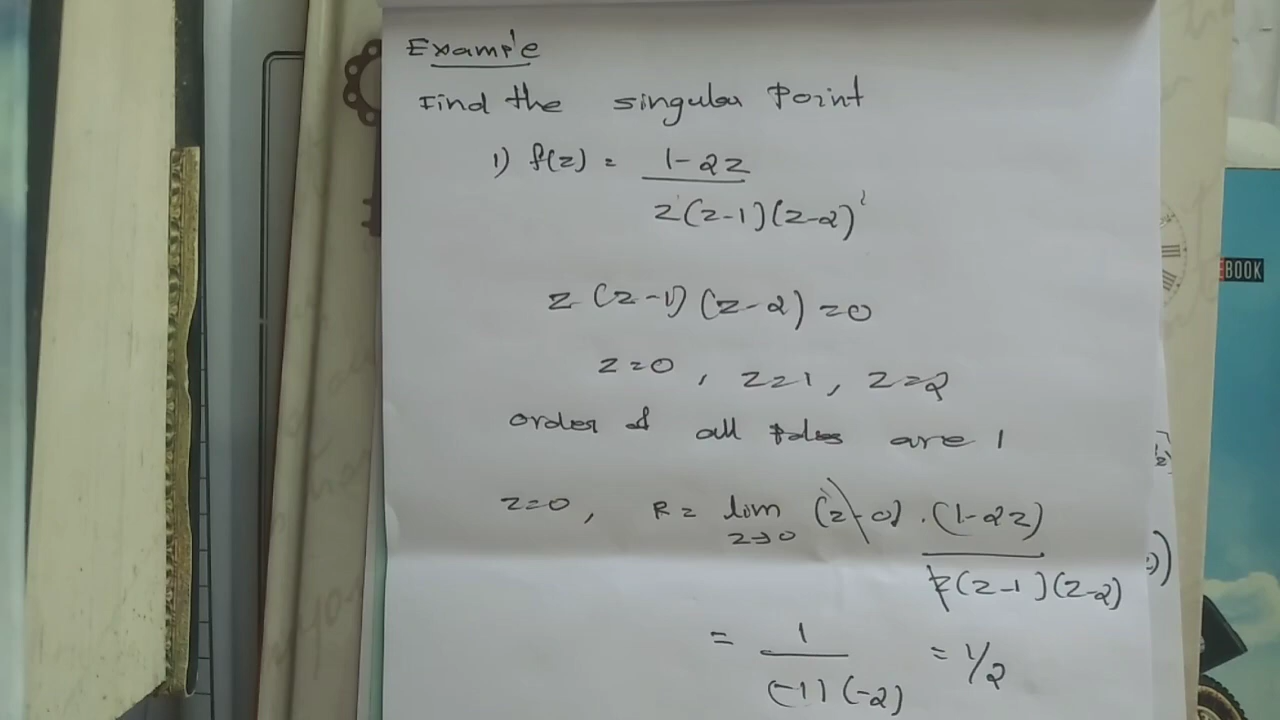 Example
Find the singular Point
1) f(z) = 1-2z / z(z-1)(z-2)
z (z-1) (z-2) = 0
z=0, z=1, z=2
order of all poles are 1
z=0, R = lim z→0 (z-0) . (1-2z) / z(z-1)(z-2)
= 1 / (-1)(-2) = 1/2
BOOK